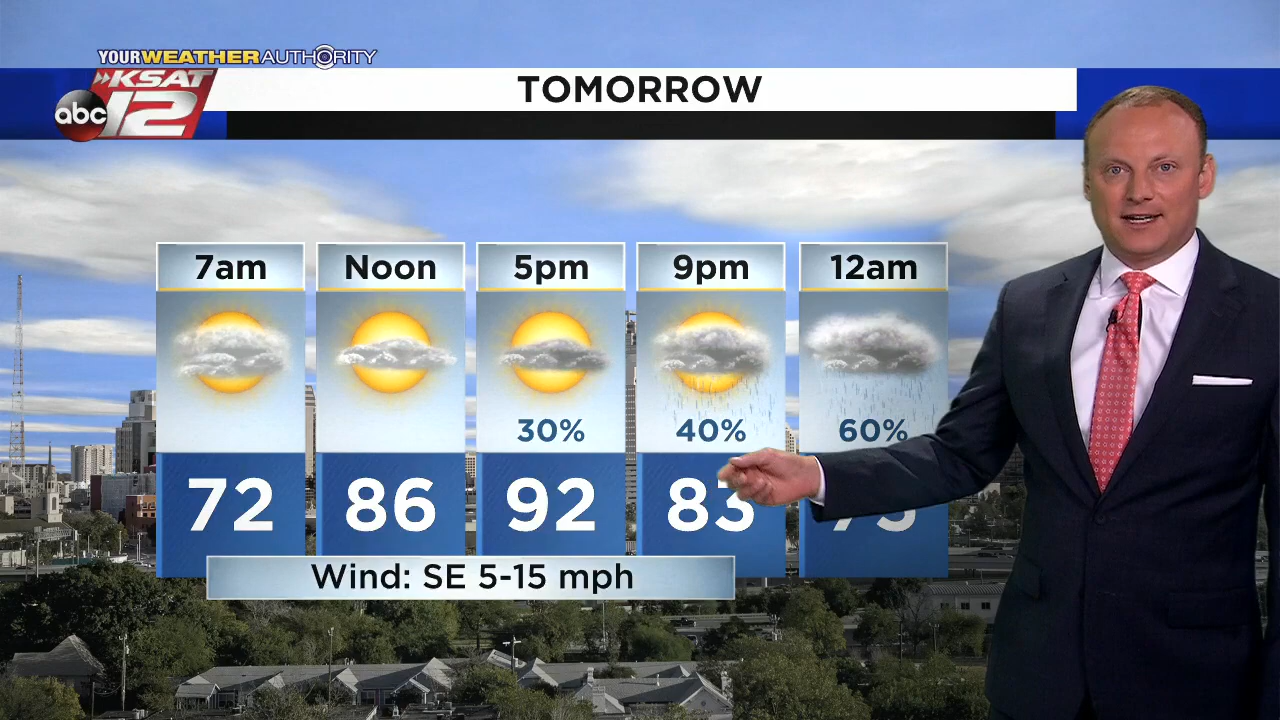 YOURWEATHERAUTHORITY
KSAT
abc 12
TOMORROW
7am Noon 5pm 9pm 12am
30% 40% 60%
72 86 92 83
Wind: SE 5-15 mph